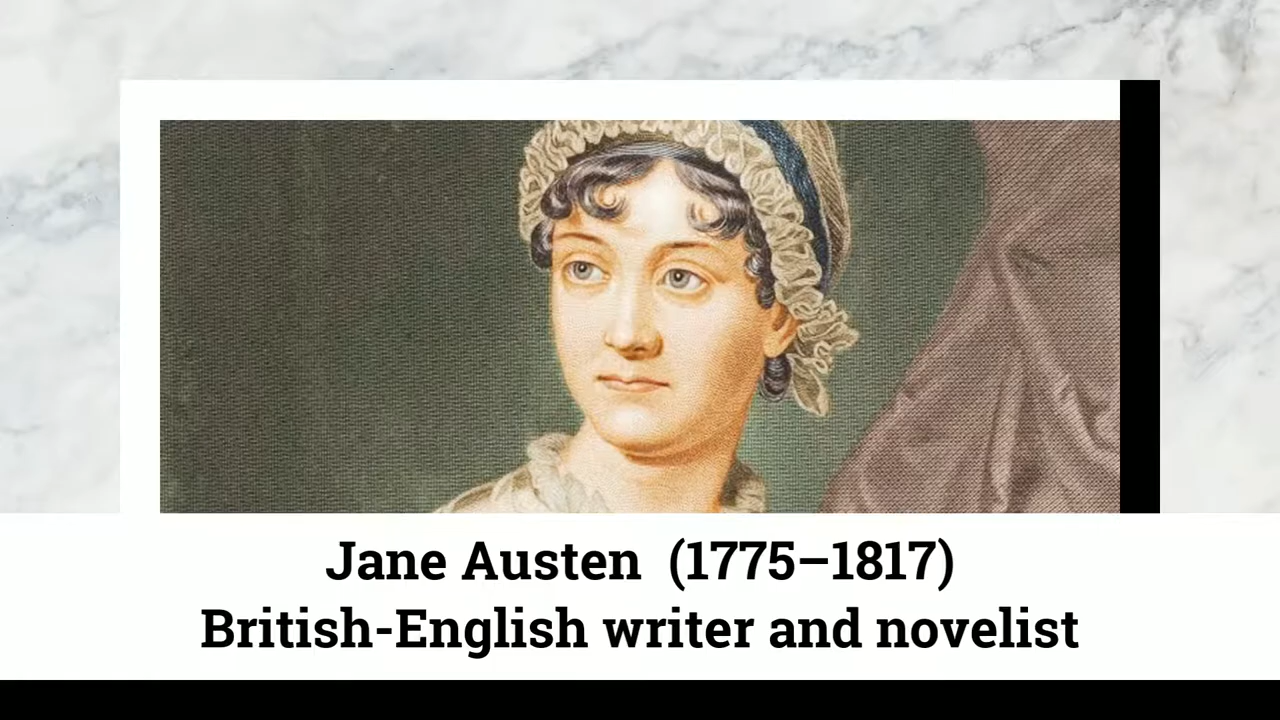 Jane Austen (1775–1817)
British-English writer and novelist